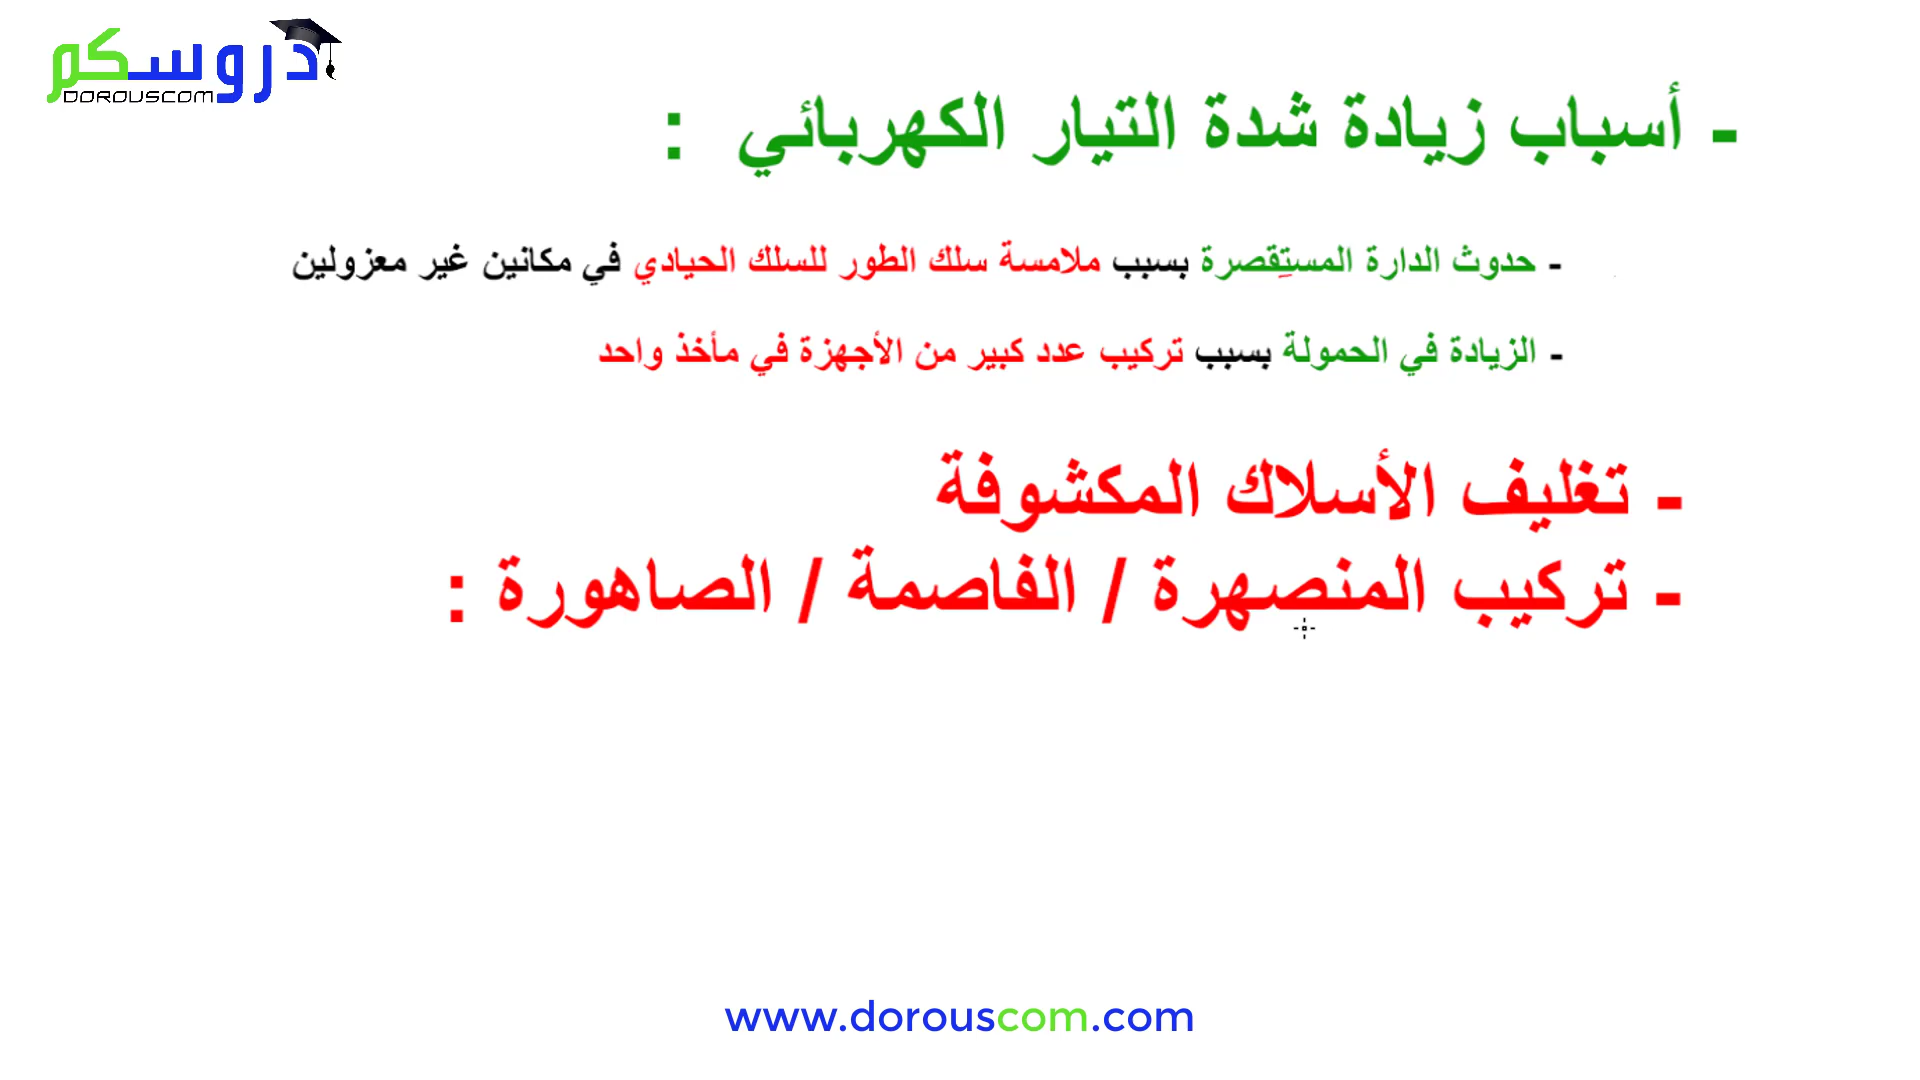 دروسكم
DOROUSCOM
- أسباب زيادة شدة التيار الكهربائي :
- حدوث الدارة المستِقصرة بسبب ملامسة سلك الطور للسلك الحيادي في مكانين غير معزولين
- الزيادة في الحمولة بسبب تركيب عدد كبير من الأجهزة في مأخذ واحد
- تغليف الأسلاك المكشوفة
- تركيب المنصهرة / الفاصمة / الصاهورة :
www.dorouscom.com